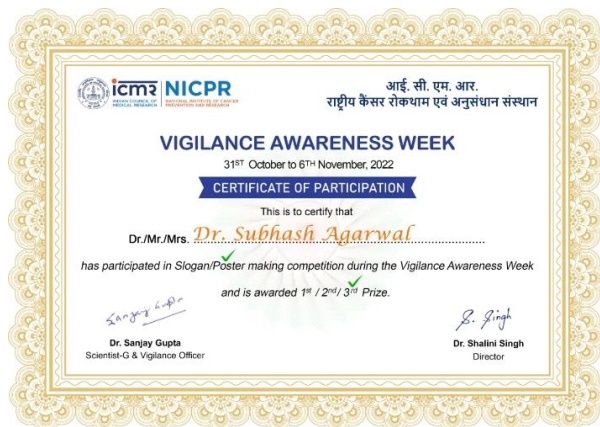 icmr NICPR
INDIAN COUNCIL OF MEDICAL RESEARCH
NATIONAL INSTITUTE OF CANCER PREVENTION AND RESEARCH
आई. सी. एम. आर.
राष्ट्रीय कैंसर रोकथाम एवं अनुसंधान संस्थान
VIGILANCE AWARENESS WEEK
31ST October to 6TH November, 2022
CERTIFICATE OF PARTICIPATION
This is to certify that
Dr./Mr./Mrs. Dr. Subhash Agarwal
has participated in Slogan/Poster making competition during the Vigilance Awareness Week
and is awarded 1st / 2nd/ 3rd Prize.
Sanjay Gupta
S. Singh
Dr. Sanjay Gupta
Scientist-G & Vigilance Officer
Dr. Shalini Singh
Director